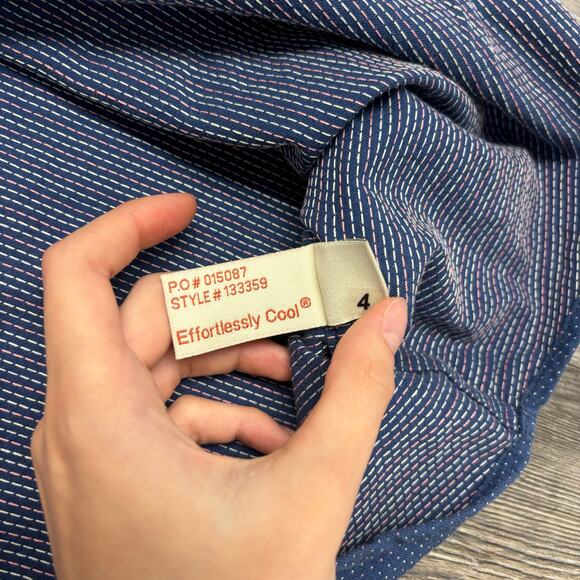 P.O # 015087
STYLE # 133359
Effortlessly Cool®
4